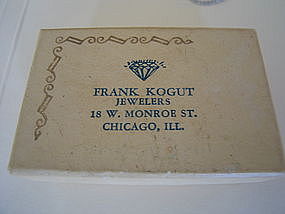 FRANK KOGUT
JEWELERS
18 W. MONROE ST.
CHICAGO, ILL.